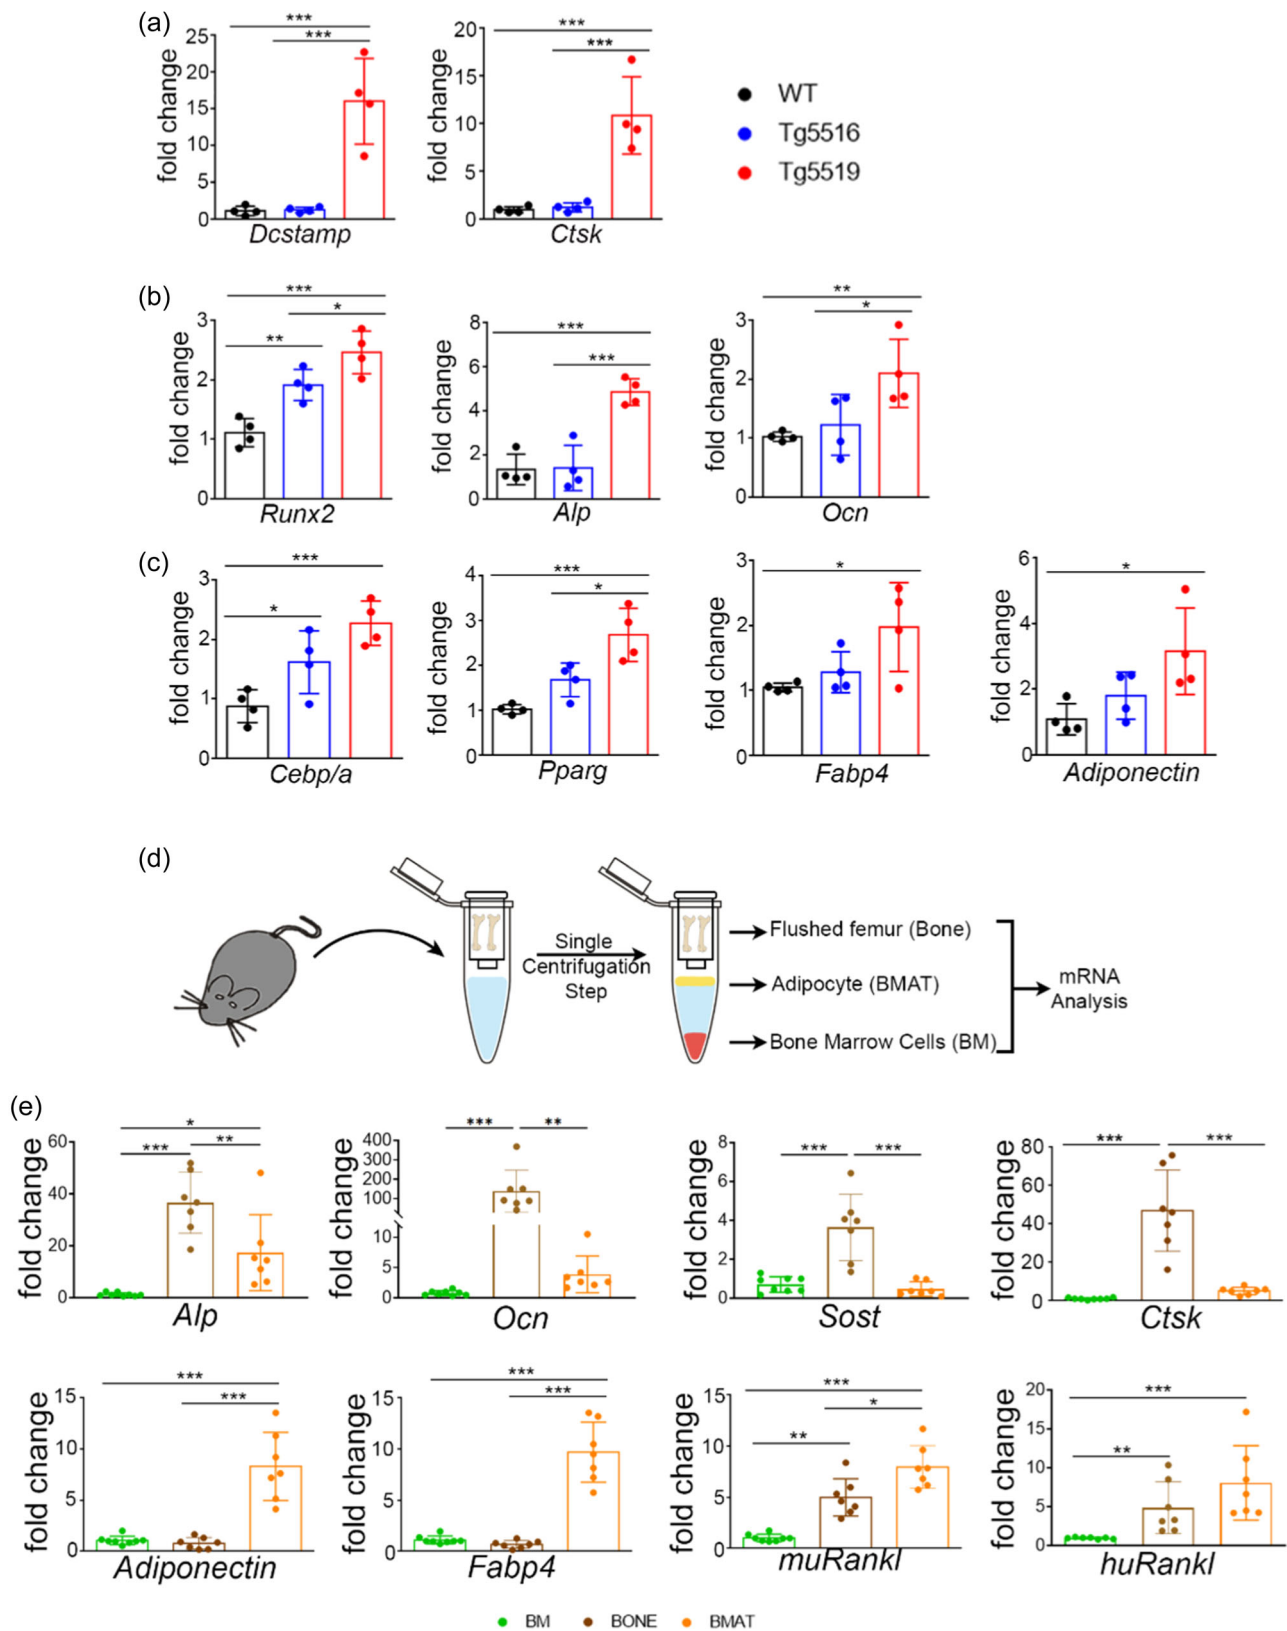 (a)
***
***
fold change
25
20
15
10
5
0
Dcstamp
***
***
fold change
20
15
10
5
0
Ctsk
WT
Tg5516
Tg5519
(b)
***
*
**
fold change
3
2
1
0
Runx2
***
***
fold change
8
6
4
2
0
Alp
**
*
fold change
3
2
1
0
Ocn
(c)
***
*
fold change
3
2
1
0
Cebp/a
***
*
fold change
4
3
2
1
0
Pparg
*
fold change
3
2
1
0
Fabp4
*
fold change
6
4
2
0
Adiponectin
(d)
Single
Centrifugation
Step
Flushed femur (Bone)
Adipocyte (BMAT)
Bone Marrow Cells (BM)
mRNA
Analysis
(e)
*
***
**
fold change
60
40
20
0
Alp
***
**
fold change
400
300
200
100
10
5
0
Ocn
***
***
fold change
8
6
4
2
0
Sost
***
***
fold change
80
60
40
20
0
Ctsk
***
***
fold change
15
10
5
0
Adiponectin
***
***
fold change
15
10
5
0
Fabp4
***
*
**
fold change
15
10
5
0
muRankl
***
**
fold change
20
15
10
5
0
huRankl
BM
BONE
BMAT